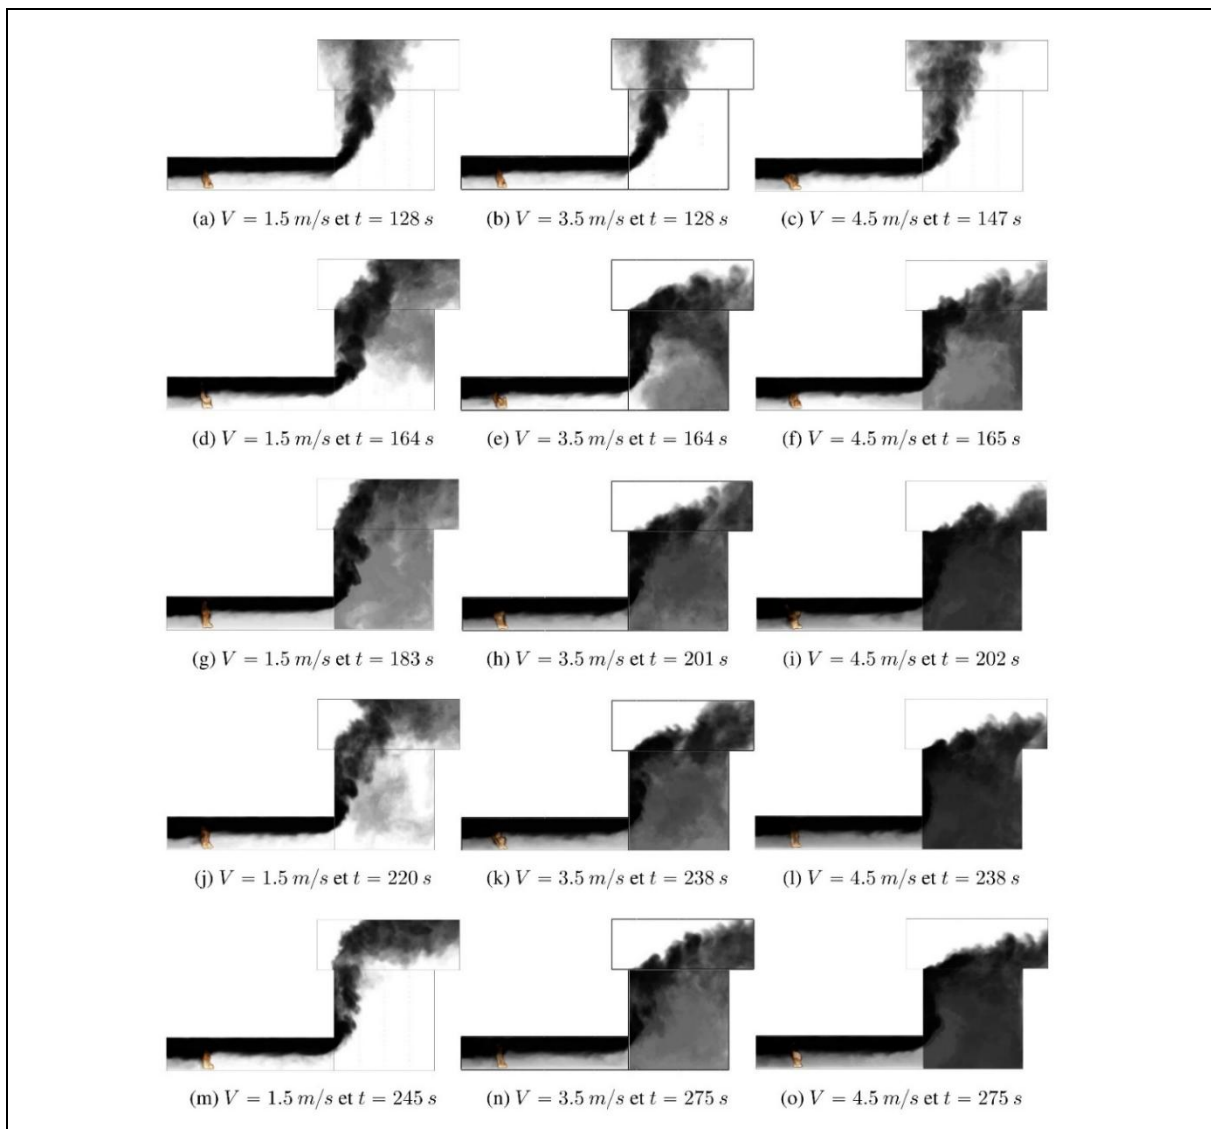 (a) V = 1.5 m/s et t = 128 s (b) V = 3.5 m/s et t = 128 s (c) V = 4.5 m/s et t = 147 s
(d) V = 1.5 m/s et t = 164 s (e) V = 3.5 m/s et t = 164 s (f) V = 4.5 m/s et t = 165 s
(g) V = 1.5 m/s et t = 183 s (h) V = 3.5 m/s et t = 201 s (i) V = 4.5 m/s et t = 202 s
(j) V = 1.5 m/s et t = 220 s (k) V = 3.5 m/s et t = 238 s (l) V = 4.5 m/s et t = 238 s
(m) V = 1.5 m/s et t = 245 s (n) V = 3.5 m/s et t = 275 s (o) V = 4.5 m/s et t = 275 s